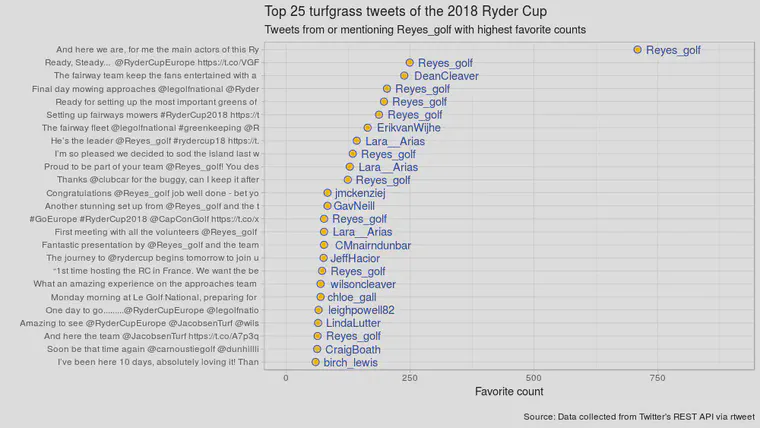 Top 25 turfgrass tweets of the 2018 Ryder Cup
Tweets from or mentioning Reyes_golf with highest favorite counts
And here we are, for me the main actors of this Ry Reyes_golf
Ready, Steady... @RyderCupEurope https://t.co/VGF Reyes_golf
The fairway team keep the fans entertained with a DeanCleaver
Final day mowing approaches @legolfnational @Ryder Reyes_golf
Ready for setting up the most important greens of Reyes_golf
Setting up fairways mowers #RyderCup2018 https://t Reyes_golf
The fairway fleet @legolfnational #greenkeeping @R ErikvanWijhe
He's the leader @Reyes_golf #rydercup18 https://t. Lara__Arias
I'm so pleased we decided to sod the Island last w Reyes_golf
Proud to be part of your team @Reyes_golf! You des Lara__Arias
Thanks @clubcar for the buggy, can I keep it after Reyes_golf
Congratulations @Reyes_golf job well done - bet yo jmckenziej
Another stunning set up from @Reyes_golf and the t GavNeill
#GoEurope #RyderCup2018 @CapConGolf https://t.co/x Reyes_golf
First meeting with all the volunteers @Reyes_golf Lara__Arias
Fantastic presentation by @Reyes_golf and the team CMnairndunbar
The journey to @rydercup begins tomorrow to join u JeffHacior
"1st time hosting the RC in France. We want the be Reyes_golf
What an amazing experience on the approaches team wilsoncleaver
Monday morning at Le Golf National, preparing for chloe_gall
One day to go.........@RyderCupEurope @legolfnatio leighpowell82
Amazing to see @RyderCupEurope @JacobsenTurf @wils LindaLutter
And here the team @JacobsenTurf https://t.co/A7p3q Reyes_golf
Soon be that time again @carnoustiegolf @dunhillli CraigBoath
I've been here 10 days, absolutely loving it! Than birch_lewis
0 250 500 750
Favorite count
Source: Data collected from Twitter's REST API via rtweet